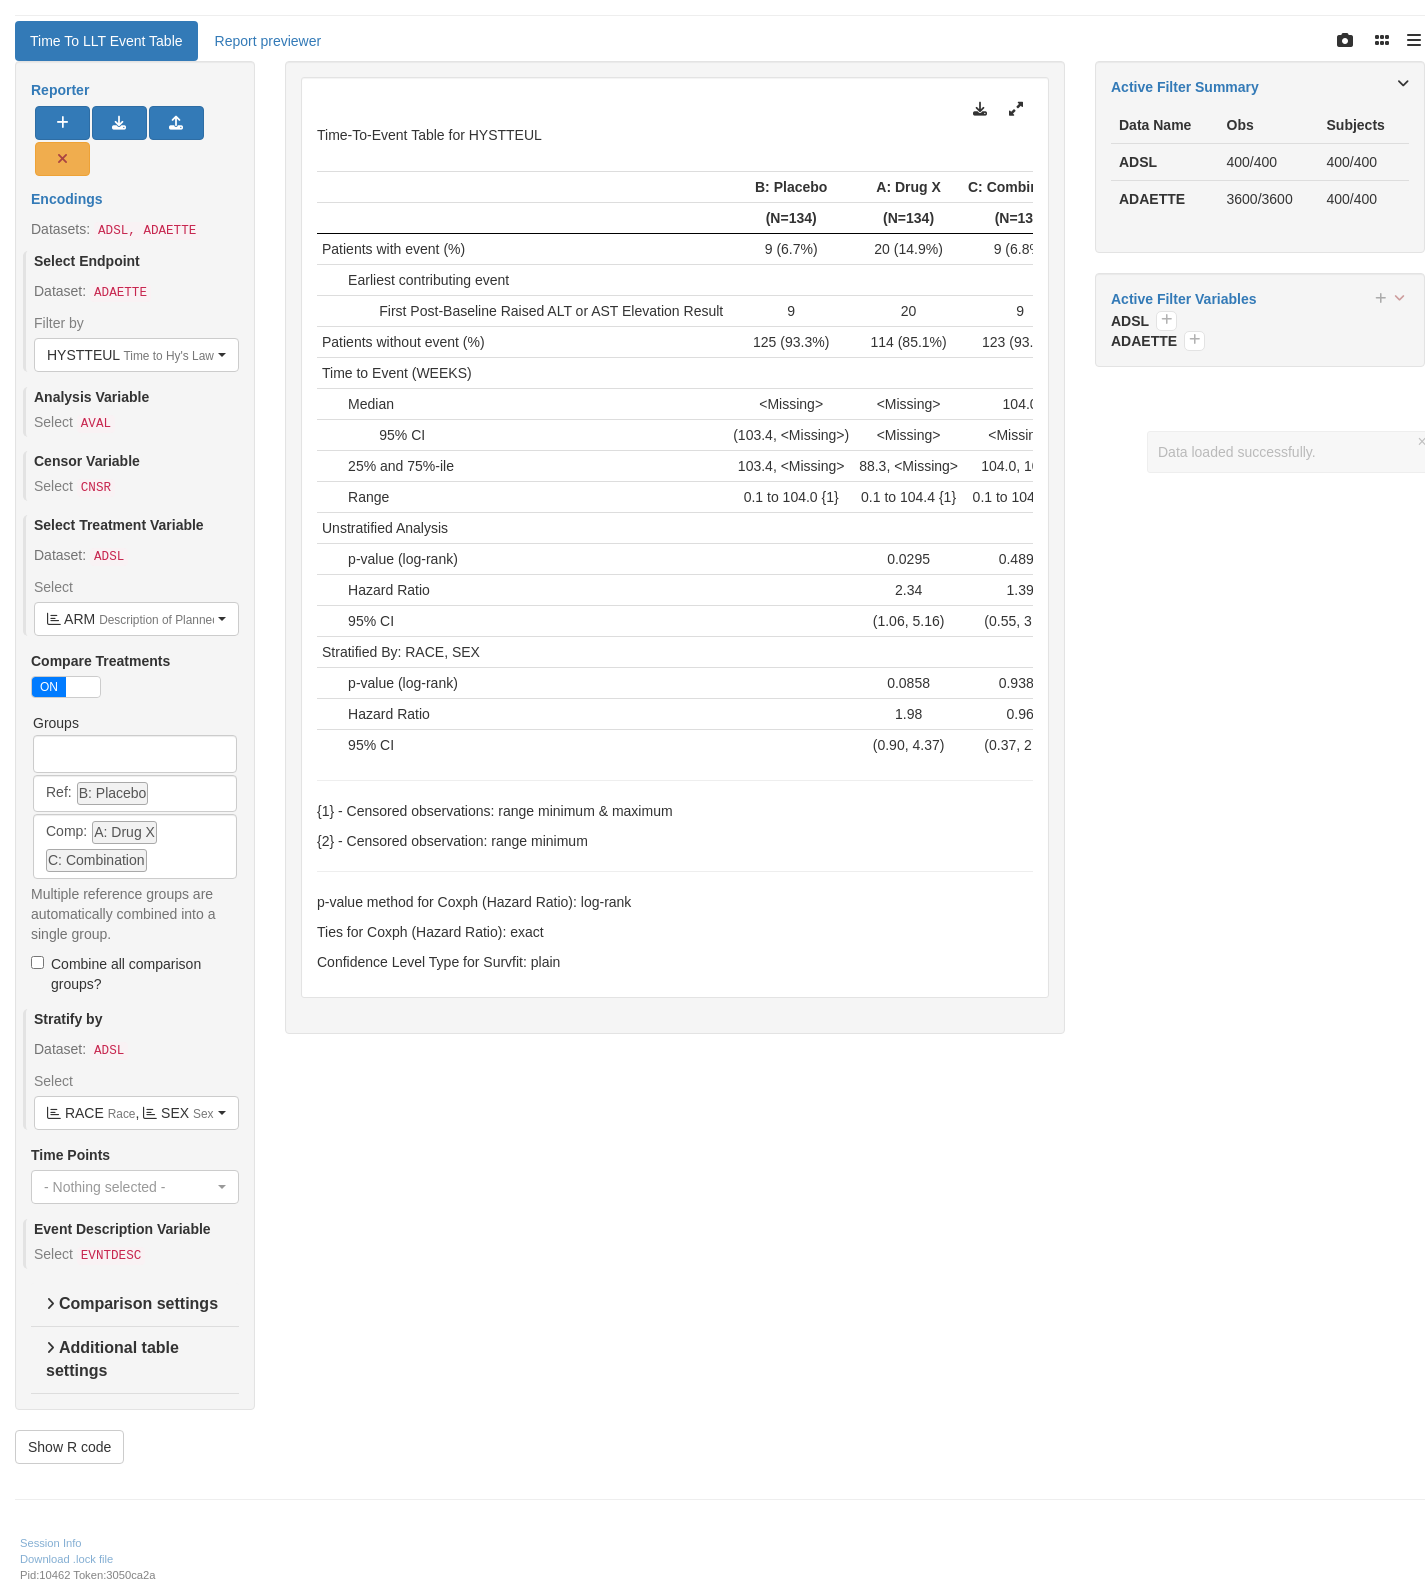 Time To LLT Event Table
Report previewer
Reporter
Encodings
Datasets: ADSL, ADAETTE
Select Endpoint
Dataset: ADAETTE
Filter by
HYSTTEUL Time to Hy's Law
Analysis Variable
Select AVAL
Censor Variable
Select CNSR
Select Treatment Variable
Dataset: ADSL
Select
ARM Description of Planned
Compare Treatments
ON
Groups
Ref: B: Placebo
Comp: A: Drug X
C: Combination
Multiple reference groups are
automatically combined into a
single group.
Combine all comparison
groups?
Stratify by
Dataset: ADSL
Select
RACE Race, SEX Sex
Time Points
- Nothing selected -
Event Description Variable
Select EVNTDESC
Comparison settings
Additional table
settings
Show R code
Time-To-Event Table for HYSTTEUL
B: Placebo A: Drug X C: Combin
(N=134) (N=134) (N=13
Patients with event (%) 9 (6.7%) 20 (14.9%) 9 (6.8%
Earliest contributing event
First Post-Baseline Raised ALT or AST Elevation Result 9 20 9
Patients without event (%) 125 (93.3%) 114 (85.1%) 123 (93.
Time to Event (WEEKS)
Median <Missing> <Missing> 104.0
95% CI (103.4, <Missing>) <Missing> <Missin
25% and 75%-ile 103.4, <Missing> 88.3, <Missing> 104.0, 10
Range 0.1 to 104.0 {1} 0.1 to 104.4 {1} 0.1 to 104
Unstratified Analysis
p-value (log-rank) 0.0295 0.489
Hazard Ratio 2.34 1.39
95% CI (1.06, 5.16) (0.55, 3
Stratified By: RACE, SEX
p-value (log-rank) 0.0858 0.938
Hazard Ratio 1.98 0.96
95% CI (0.90, 4.37) (0.37, 2
{1} - Censored observations: range minimum & maximum
{2} - Censored observation: range minimum
p-value method for Coxph (Hazard Ratio): log-rank
Ties for Coxph (Hazard Ratio): exact
Confidence Level Type for Survfit: plain
Active Filter Summary
Data Name Obs Subjects
ADSL 400/400 400/400
ADAETTE 3600/3600 400/400
Active Filter Variables
ADSL
ADAETTE
Data loaded successfully.
Session Info
Download .lock file
Pid:10462 Token:3050ca2a